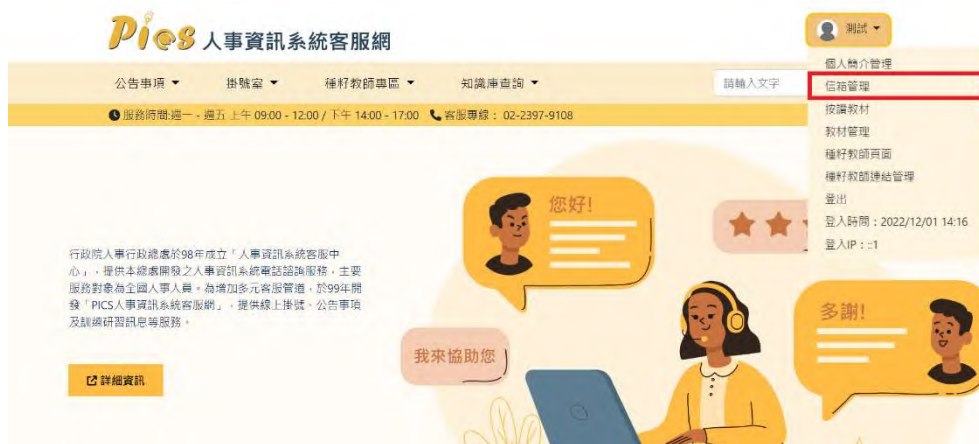 Pics 人事資訊系統客服網
測試
公告事項
掛號室
種籽教師專區
知識庫查詢
請輸入文字
服務時間:週一 - 週五 上午 09:00 - 12:00 / 下午 14:00 - 17:00 客服專線： 02-2397-9108
個人簡介管理
信箱管理
按讚教材
教材管理
種籽教師頁面
種籽教師連結管理
登出
登入時間：2022/12/01 14:16
登入IP：::1
您好!
行政院人事行政總處於98年成立「人事資訊系統客服中
心」，提供本總處開發之人事資訊系統電話諮詢服務，主要
服務對象為全國人事人員。為增加多元客服管道，於99年開
發「PICS人事資訊系統客服網」，提供線上掛號、公告事項
及訓練研習訊息等服務。
多謝!
我來協助您
詳細資訊